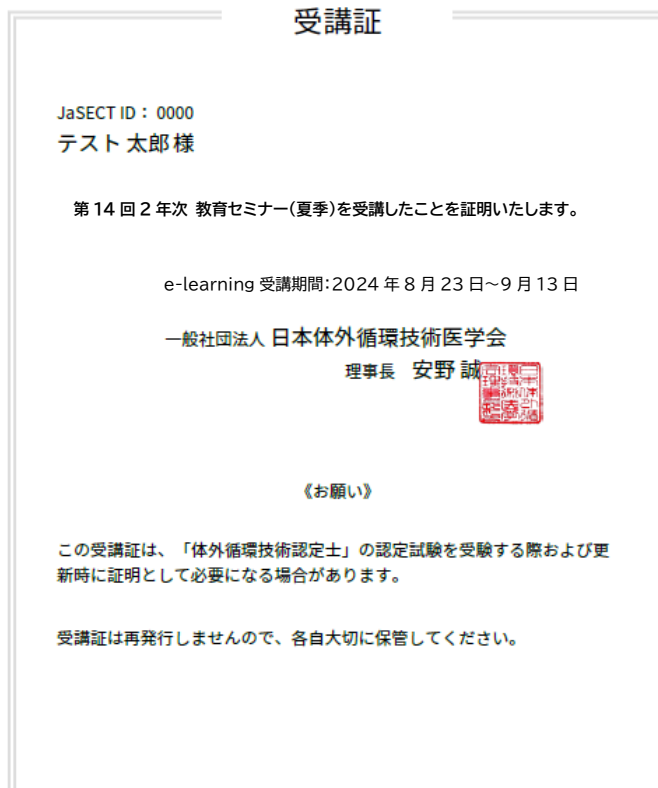 受講証
JaSECT ID： 0000
テスト 太郎 様
第 14 回 2 年次 教育セミナー（夏季）を受講したことを証明いたします。
e-learning 受講期間：2024 年 8 月 23 日～9 月 13 日
一般社団法人 日本体外循環技術医学会
理事長 安野 誠
《お願い》
この受講証は、「体外循環技術認定士」の認定試験を受験する際および更
新時に証明として必要になる場合があります。
受講証は再発行しませんので、各自大切に保管してください。